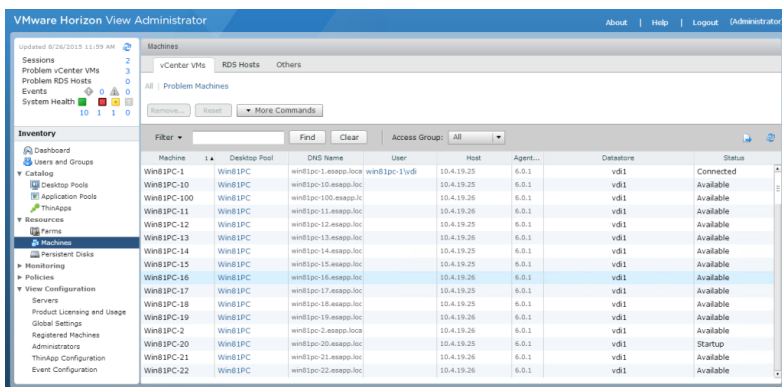 VMware Horizon View Administrator
About | Help | Logout (Administrator
Updated 6/26/2015 11:59 AM
Sessions 2
Problem vCenter VMs 3
Problem RDS Hosts 0
Events 0 0
System Health
10 1 1 0
Inventory
Dashboard
Users and Groups
Catalog
Desktop Pools
Application Pools
ThinApps
Resources
Farms
Machines
Persistent Disks
Monitoring
Policies
View Configuration
Servers
Product Licensing and Usage
Global Settings
Registered Machines
Administrators
ThinApp Configuration
Event Configuration
Machines
vCenter VMs RDS Hosts Others
All | Problem Machines
Remove... Reset More Commands
Filter Find Clear Access Group: All
Machine 1 Desktop Pool DNS Name User Host Agent... Datastore Status
Win81PC-1 Win81PC win81pc-1.esapp.loca win81pc-1\vdi 10.4.19.25 6.0.1 vdi1 Connected
Win81PC-10 Win81PC win81pc-10.esapp.loc 10.4.19.25 6.0.1 vdi1 Available
Win81PC-100 Win81PC win81pc-100.esapp.lc 10.4.19.26 6.0.1 vdi1 Available
Win81PC-11 Win81PC win81pc-11.esapp.loc 10.4.19.26 6.0.1 vdi1 Available
Win81PC-12 Win81PC win81pc-12.esapp.loc 10.4.19.25 6.0.1 vdi1 Available
Win81PC-13 Win81PC win81pc-13.esapp.loc 10.4.19.26 6.0.1 vdi1 Available
Win81PC-14 Win81PC win81pc-14.esapp.loc 10.4.19.25 6.0.1 vdi1 Available
Win81PC-15 Win81PC win81pc-15.esapp.loc 10.4.19.25 6.0.1 vdi1 Available
Win81PC-16 Win81PC win81pc-16.esapp.loc 10.4.19.26 6.0.1 vdi1 Available
Win81PC-17 Win81PC win81pc-17.esapp.loc 10.4.19.25 6.0.1 vdi1 Available
Win81PC-18 Win81PC win81pc-18.esapp.loc 10.4.19.25 6.0.1 vdi1 Available
Win81PC-19 Win81PC win81pc-19.esapp.loc 10.4.19.26 6.0.1 vdi1 Available
Win81PC-2 Win81PC win81pc-2.esapp.loca 10.4.19.26 6.0.1 vdi1 Available
Win81PC-20 Win81PC win81pc-20.esapp.loc 10.4.19.25 6.0.1 vdi1 Startup
Win81PC-21 Win81PC win81pc-21.esapp.loc 10.4.19.26 6.0.1 vdi1 Available
Win81PC-22 Win81PC win81pc-22.esapp.loc 10.4.19.26 6.0.1 vdi1 Available